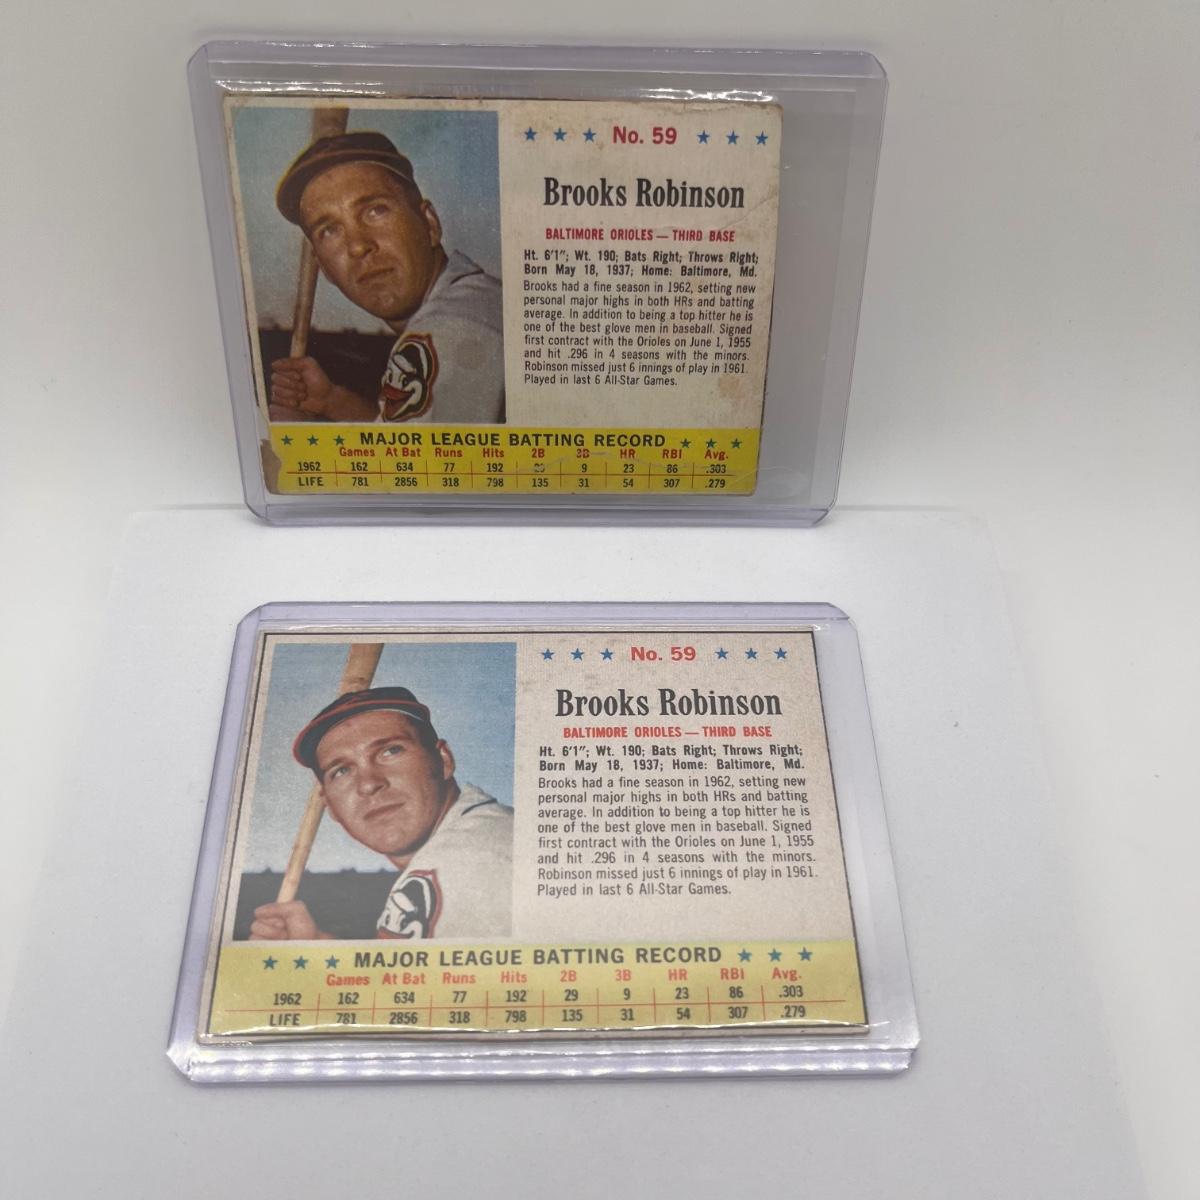 ★ ★ ★ No. 59 ★ ★ ★
Brooks Robinson
BALTIMORE ORIOLES — THIRD BASE
Ht. 6'1"; Wt. 190; Bats Right; Throws Right;
Born May 18, 1937; Home: Baltimore, Md.
Brooks had a fine season in 1962, setting new
personal major highs in both HRs and batting
average. In addition to being a top hitter he is
one of the best glove men in baseball. Signed
first contract with the Orioles on June 1, 1955
and hit .296 in 4 seasons with the minors.
Robinson missed just 6 innings of play in 1961.
Played in last 6 All-Star Games.
★ ★ ★ MAJOR LEAGUE BATTING RECORD ★ ★ ★
Games At Bat Runs Hits 2B 3B HR RBI Avg.
1962 162 634 77 192 9 23 86 .303
LIFE 781 2856 318 798 135 31 54 307 .279
★ ★ ★ No. 59 ★ ★ ★
Brooks Robinson
BALTIMORE ORIOLES — THIRD BASE
Ht. 6'1"; Wt. 190; Bats Right; Throws Right;
Born May 18, 1937; Home: Baltimore, Md.
Brooks had a fine season in 1962, setting new
personal major highs in both HRs and batting
average. In addition to being a top hitter he is
one of the best glove men in baseball. Signed
first contract with the Orioles on June 1, 1955
and hit .296 in 4 seasons with the minors.
Robinson missed just 6 innings of play in 1961.
Played in last 6 All-Star Games.
★ ★ ★ MAJOR LEAGUE BATTING RECORD ★ ★ ★
Games At Bat Runs Hits 2B 3B HR RBI Avg.
1962 162 634 77 192 29 9 23 86 .303
LIFE 781 2856 318 798 135 31 54 307 .279